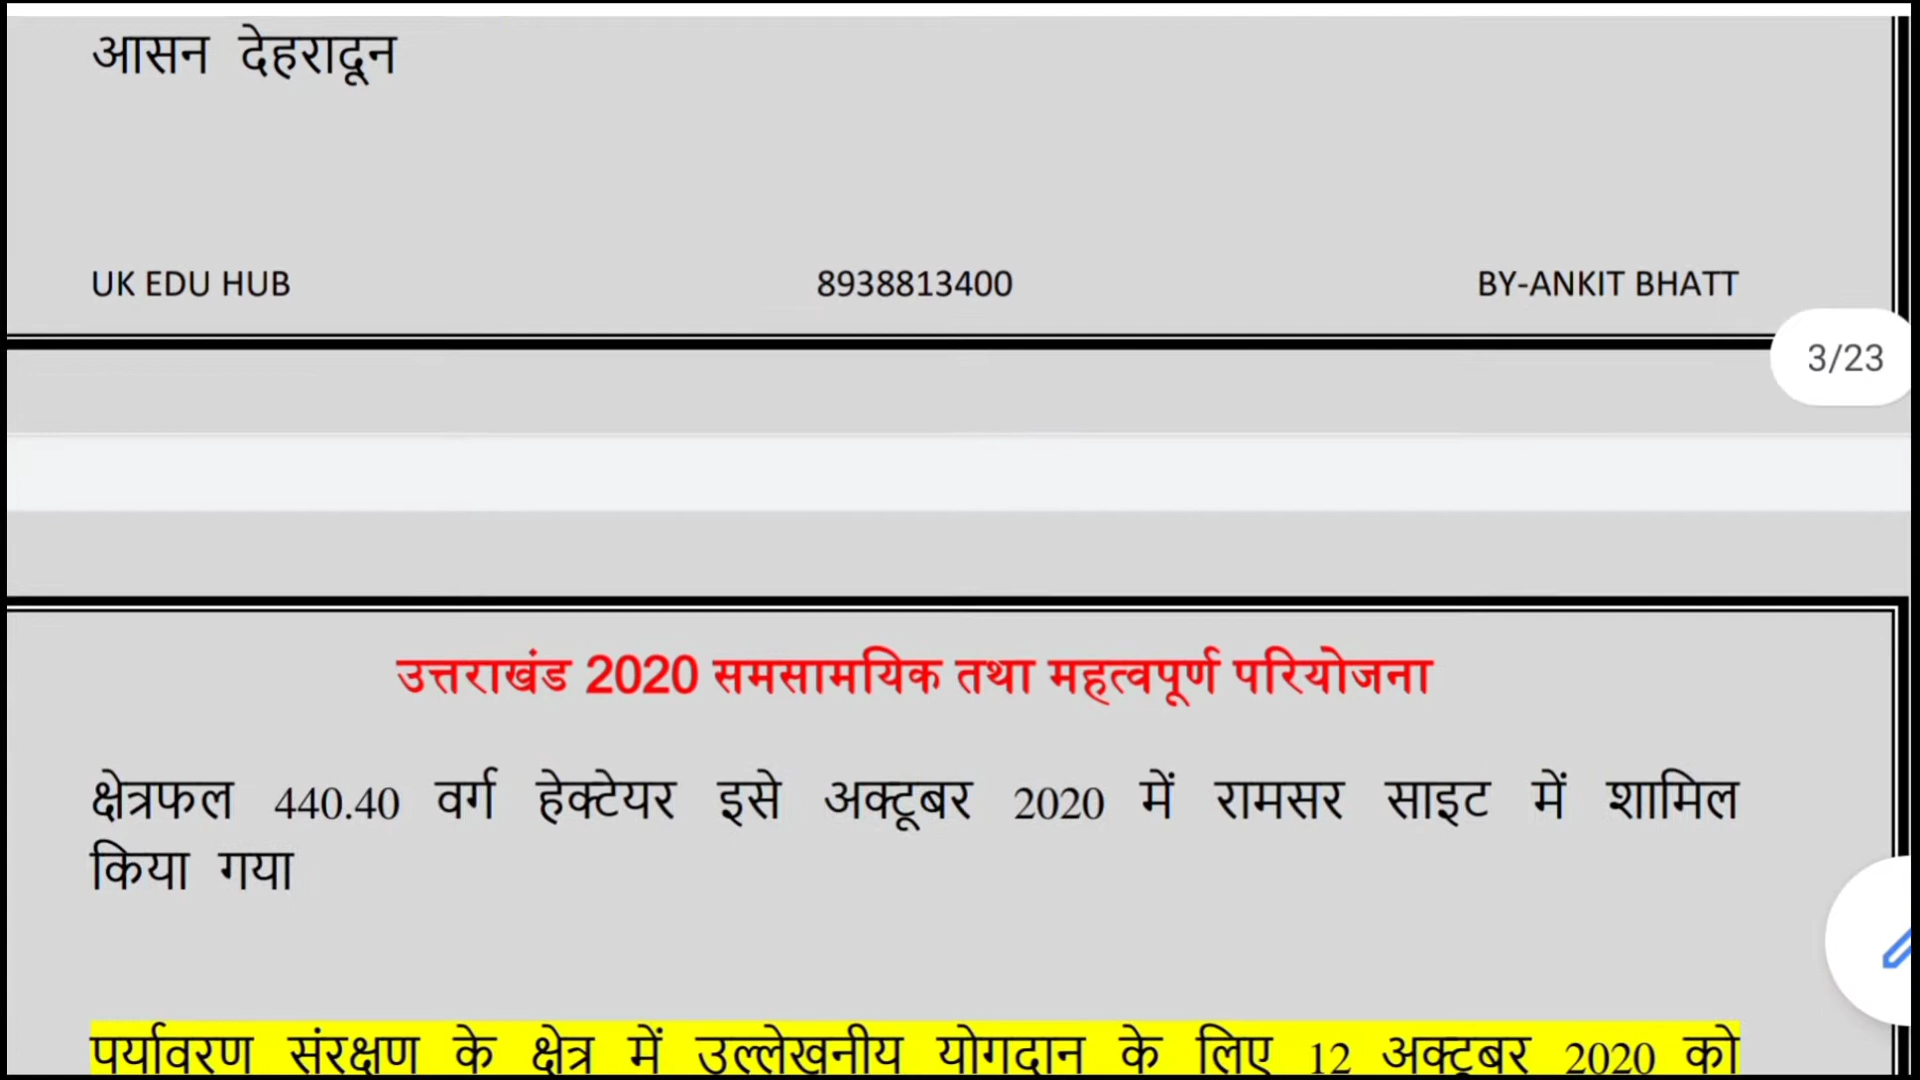 आसन देहरादून
UK EDU HUB 8938813400 BY-ANKIT BHATT
3/23
उत्तराखंड 2020 समसामयिक तथा महत्वपूर्ण परियोजना
क्षेत्रफल 440.40 वर्ग हेक्टेयर इसे अक्टूबर 2020 में रामसर साइट में शामिल
किया गया
पर्यावरण संरक्षण के क्षेत्र में उल्लेखनीय योगदान के लिए 12 अक्टूबर 2020 को